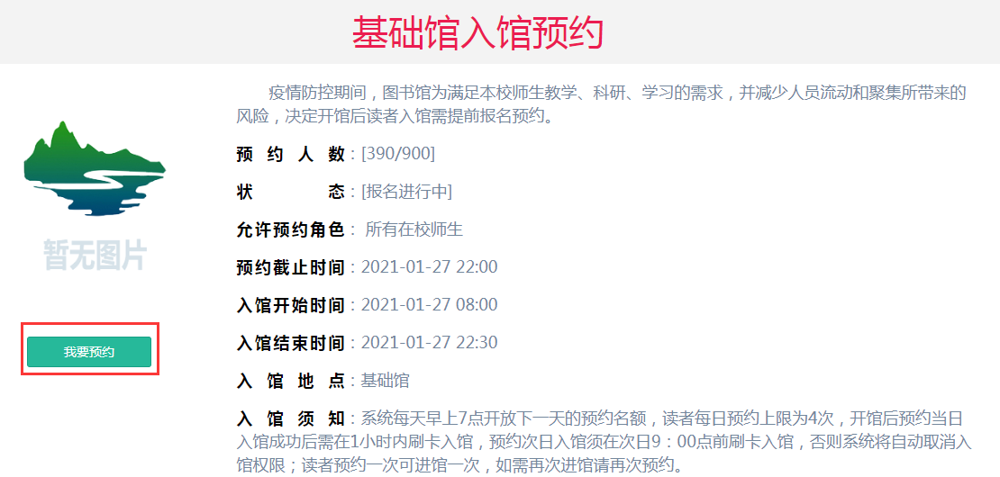 基础馆入馆预约
疫情防控期间，图书馆为满足本校师生教学、科研、学习的需求，并减少人员流动和聚集所带来的
风险，决定开馆后读者入馆需提前报名预约。
预约人数：[390/900]
状态：[报名进行中]
允许预约角色： 所有在校师生
预约截止时间：2021-01-27 22:00
入馆开始时间：2021-01-27 08:00
入馆结束时间：2021-01-27 22:30
入馆地点：基础馆
入馆须知：系统每天早上7点开放下一天的预约名额，读者每日预约上限为4次，开馆后预约当日
入馆成功后需在1小时内刷卡入馆，预约次日入馆须在次日9：00点前刷卡入馆，否则系统将自动取消入
馆权限；读者预约一次可进馆一次，如需再次进馆请再次预约。
暂无图片
我要预约